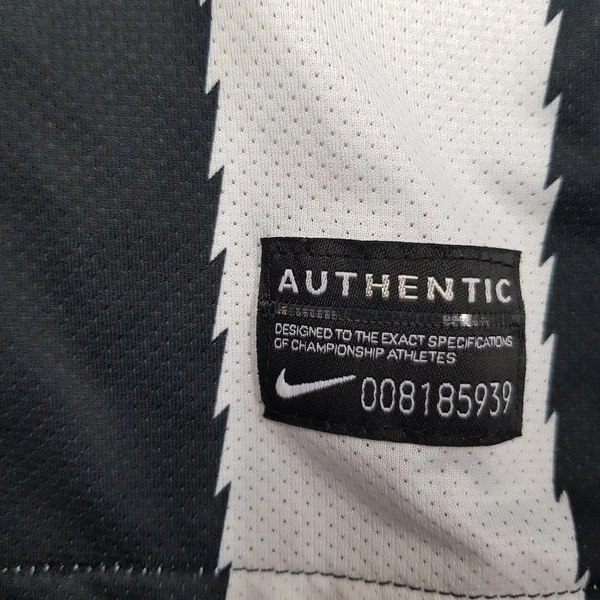 AUTHENTIC
DESIGNED TO THE EXACT SPECIFICATIONS
OF CHAMPIONSHIP ATHLETES
008185939